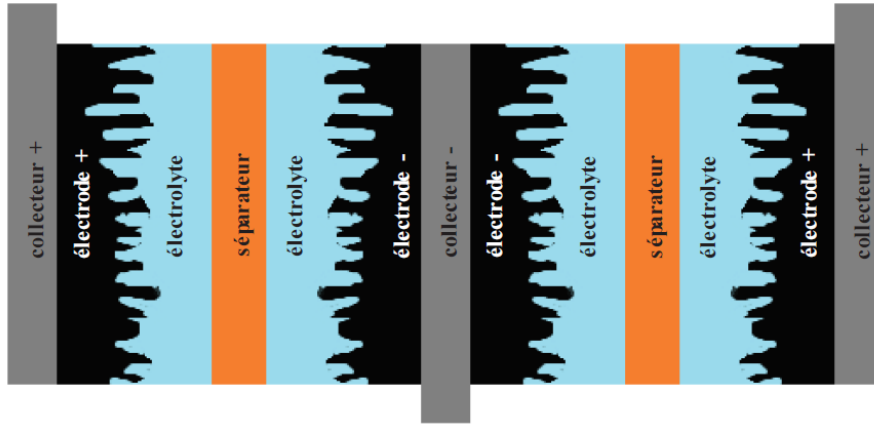 collecteur +
électrode +
électrolyte
séparateur
électrolyte
électrode -
collecteur -
électrode -
électrolyte
séparateur
électrolyte
électrode +
collecteur +